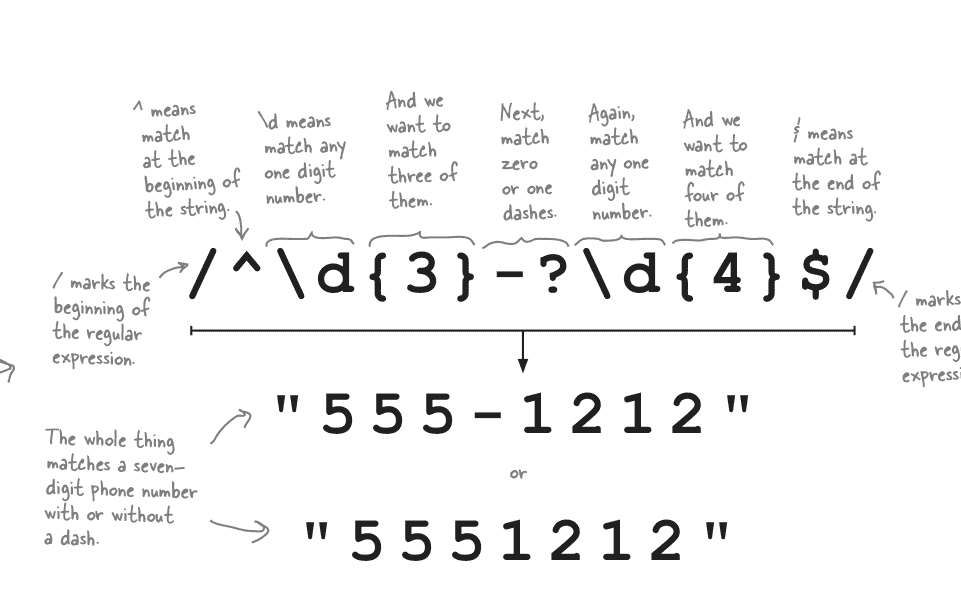 ^ means
match
at the
beginning of
the string.
\d means
match any
one digit
number.
And we
want to
match
three of
them.
Next,
match
zero
or one
dashes.
Again,
match
any one
digit
number.
And we
want to
match
four of
them.
$ means
match at
the end of
the string.
/^\d{3}-?\d{4}$/
/ marks the
beginning of
the regular
expression.
/ marks
the end
the reg
expressi
"555-1212"
The whole thing
matches a seven-
digit phone number
with or without
a dash.
or
"5551212"